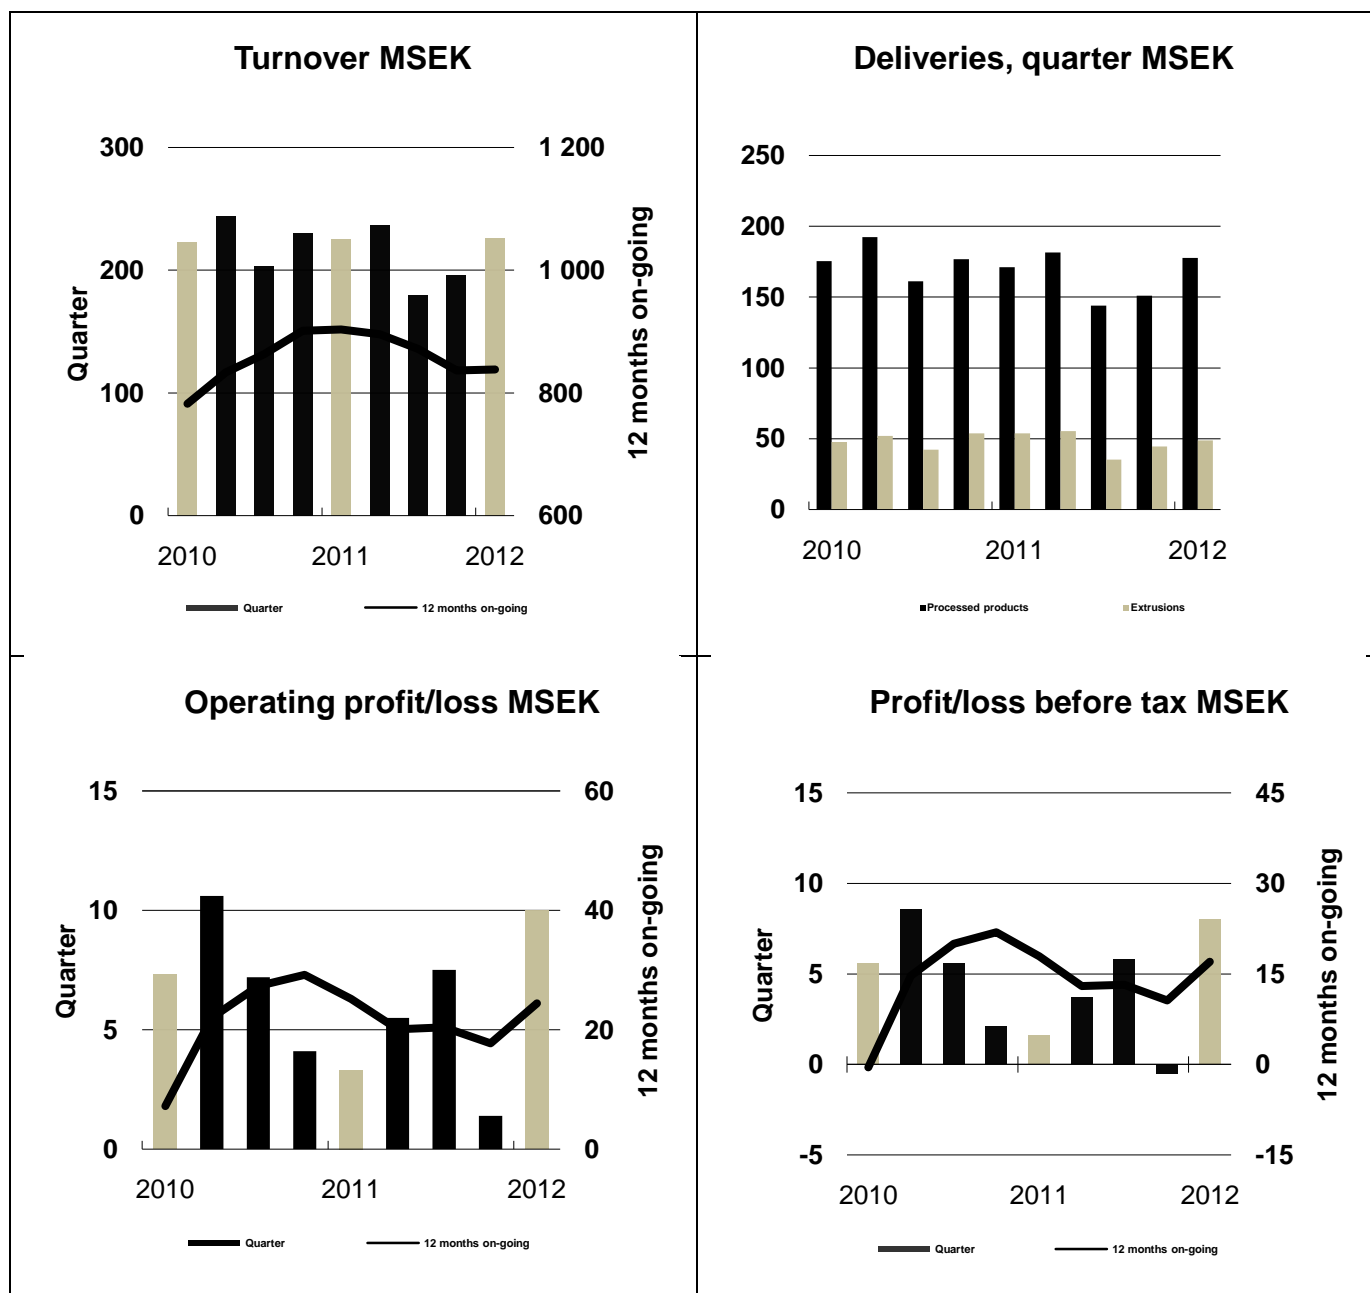 Turnover MSEK
300
200
100
0
Quarter
1 200
1 000
800
600
12 months on-going
2010
2011
2012
Quarter
12 months on-going
Deliveries, quarter MSEK
250
200
150
100
50
0
2010
2011
2012
Processed products
Extrusions
Operating profit/loss MSEK
15
10
5
0
Quarter
60
40
20
0
12 months on-going
2010
2011
2012
Quarter
12 months on-going
Profit/loss before tax MSEK
15
10
5
0
-5
Quarter
45
30
15
0
-15
12 months on-going
2010
2011
2012
Quarter
12 months on-going